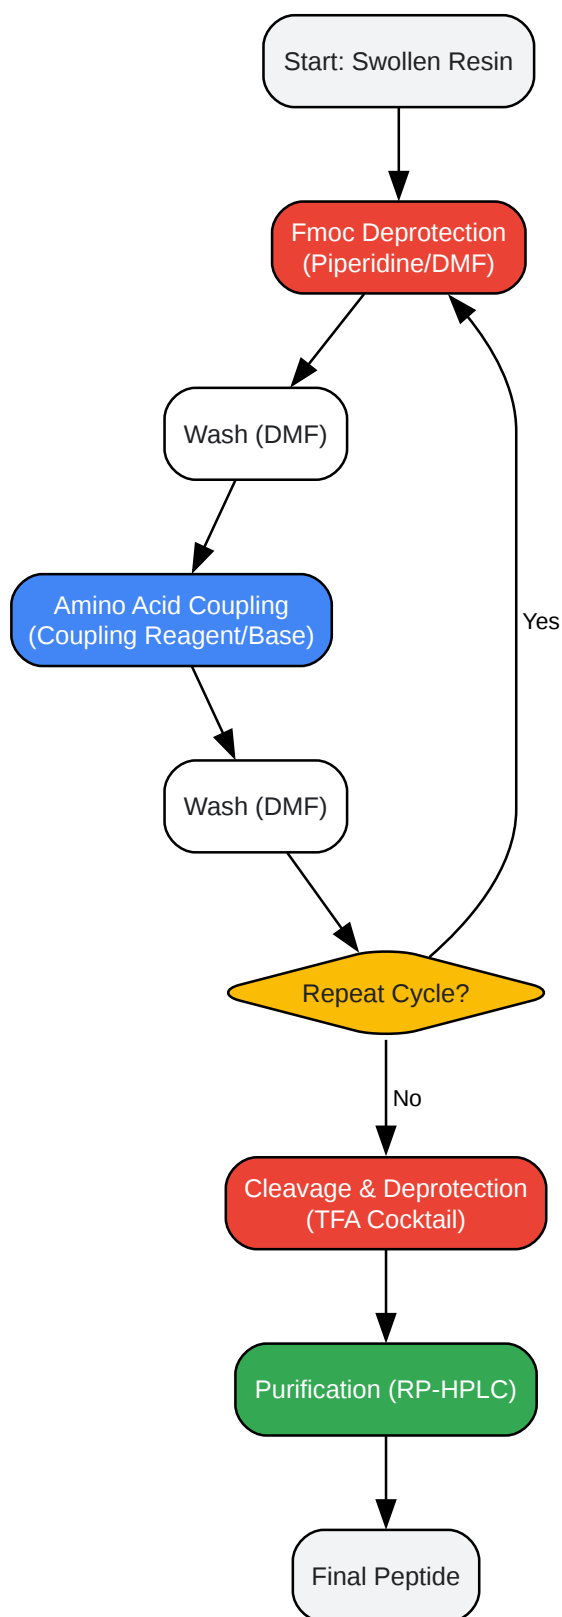 Start: Swollen Resin
Fmoc Deprotection
(Piperidine/DMF)
Wash (DMF)
Amino Acid Coupling
(Coupling Reagent/Base)
Yes
Wash (DMF)
Repeat Cycle?
No
Cleavage & Deprotection
(TFA Cocktail)
Purification (RP-HPLC)
Final Peptide